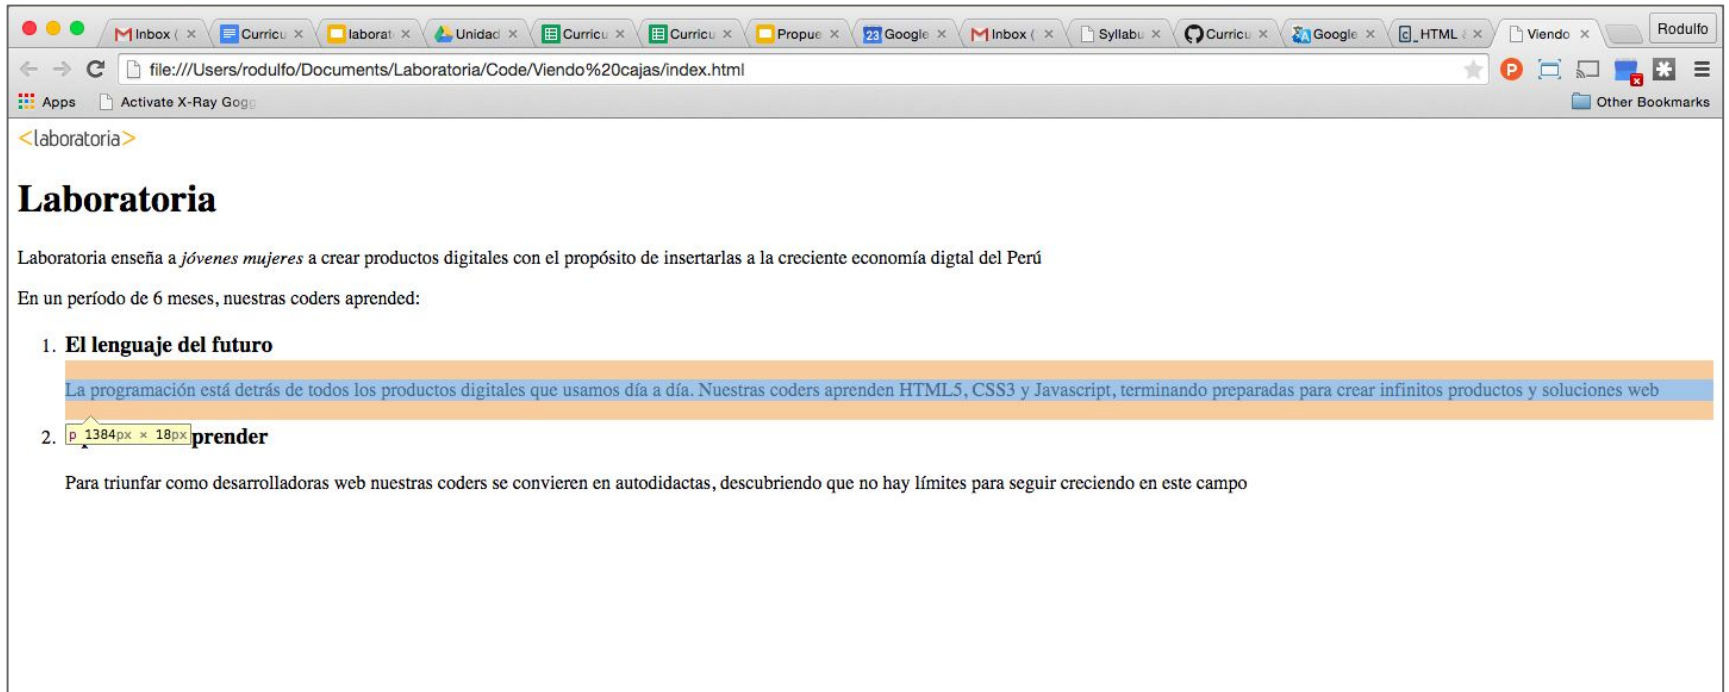 Inbox ( Curricu laborat Unidad Curricu Curricu Propue 23 Google Inbox ( Syllabu Curricu Google _HTML Viendo Rodulfo
file:///Users/rodulfo/Documents/Laboratoria/Code/Viendo%20cajas/index.html
Apps Activate X-Ray Gogg Other Bookmarks
<laboratoria>
Laboratoria
Laboratoria enseña a jóvenes mujeres a crear productos digitales con el propósito de insertarlas a la creciente economía digtal del Perú
En un período de 6 meses, nuestras coders aprended:
1. El lenguaje del futuro
La programación está detrás de todos los productos digitales que usamos día a día. Nuestras coders aprenden HTML5, CSS3 y Javascript, terminando preparadas para crear infinitos productos y soluciones web
p 1384px × 18px
2. prender
Para triunfar como desarrolladoras web nuestras coders se convieren en autodidactas, descubriendo que no hay límites para seguir creciendo en este campo